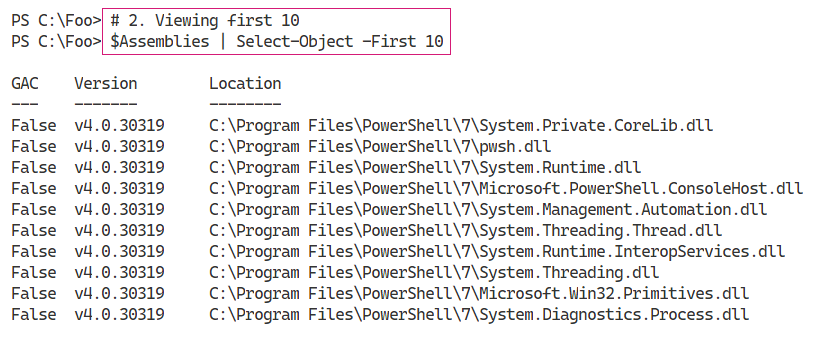 PS C:\Foo> # 2. Viewing first 10
PS C:\Foo> $Assemblies | Select-Object -First 10
GAC    Version        Location
---    -------        --------
False  v4.0.30319     C:\Program Files\PowerShell\7\System.Private.CoreLib.dll
False  v4.0.30319     C:\Program Files\PowerShell\7\pwsh.dll
False  v4.0.30319     C:\Program Files\PowerShell\7\System.Runtime.dll
False  v4.0.30319     C:\Program Files\PowerShell\7\Microsoft.PowerShell.ConsoleHost.dll
False  v4.0.30319     C:\Program Files\PowerShell\7\System.Management.Automation.dll
False  v4.0.30319     C:\Program Files\PowerShell\7\System.Threading.Thread.dll
False  v4.0.30319     C:\Program Files\PowerShell\7\System.Runtime.InteropServices.dll
False  v4.0.30319     C:\Program Files\PowerShell\7\System.Threading.dll
False  v4.0.30319     C:\Program Files\PowerShell\7\Microsoft.Win32.Primitives.dll
False  v4.0.30319     C:\Program Files\PowerShell\7\System.Diagnostics.Process.dll